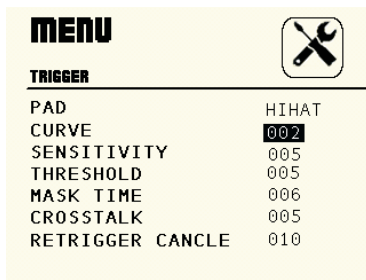 MENU
TRIGGER
PAD HIHAT
CURVE 002
SENSITIVITY 005
THRESHOLD 005
MASK TIME 006
CROSSTALK 005
RETRIGGER CANCLE 010